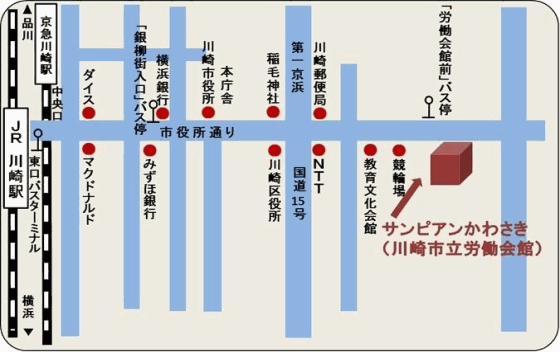 ▲品川
京急川崎駅
中央口
JR 川崎駅
東口バスターミナル
横浜▼
ダイス
マクドナルド
「銀柳街入口」バス停
横浜銀行
みずほ銀行
川崎市役所
本庁舎
市役所通り
稲毛神社
川崎区役所
第一京浜
国道15号
川崎郵便局
NTT
教育文化会館
競輪場
「労働会館前」バス停
サンピアンかわさき
(川崎市立労働会館)